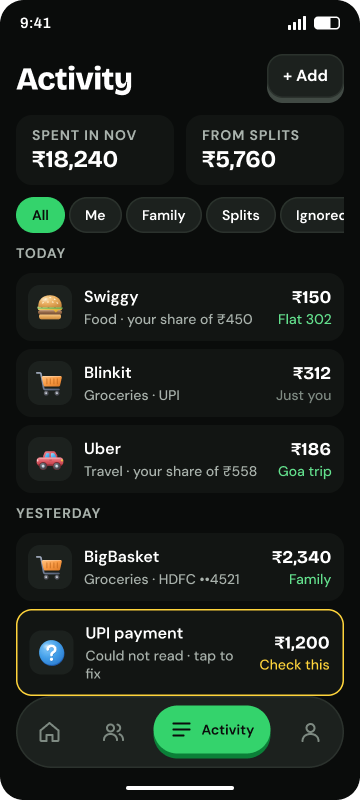 9:41
Activity
+ Add
SPENT IN NOV
₹18,240
FROM SPLITS
₹5,760
All
Me
Family
Splits
Ignored
TODAY
Swiggy
₹150
Food · your share of ₹450
Flat 302
Blinkit
₹312
Groceries · UPI
Just you
Uber
₹186
Travel · your share of ₹558
Goa trip
YESTERDAY
BigBasket
₹2,340
Groceries · HDFC ••4521
Family
UPI payment
₹1,200
Could not read · tap to
fix
Check this
Activity